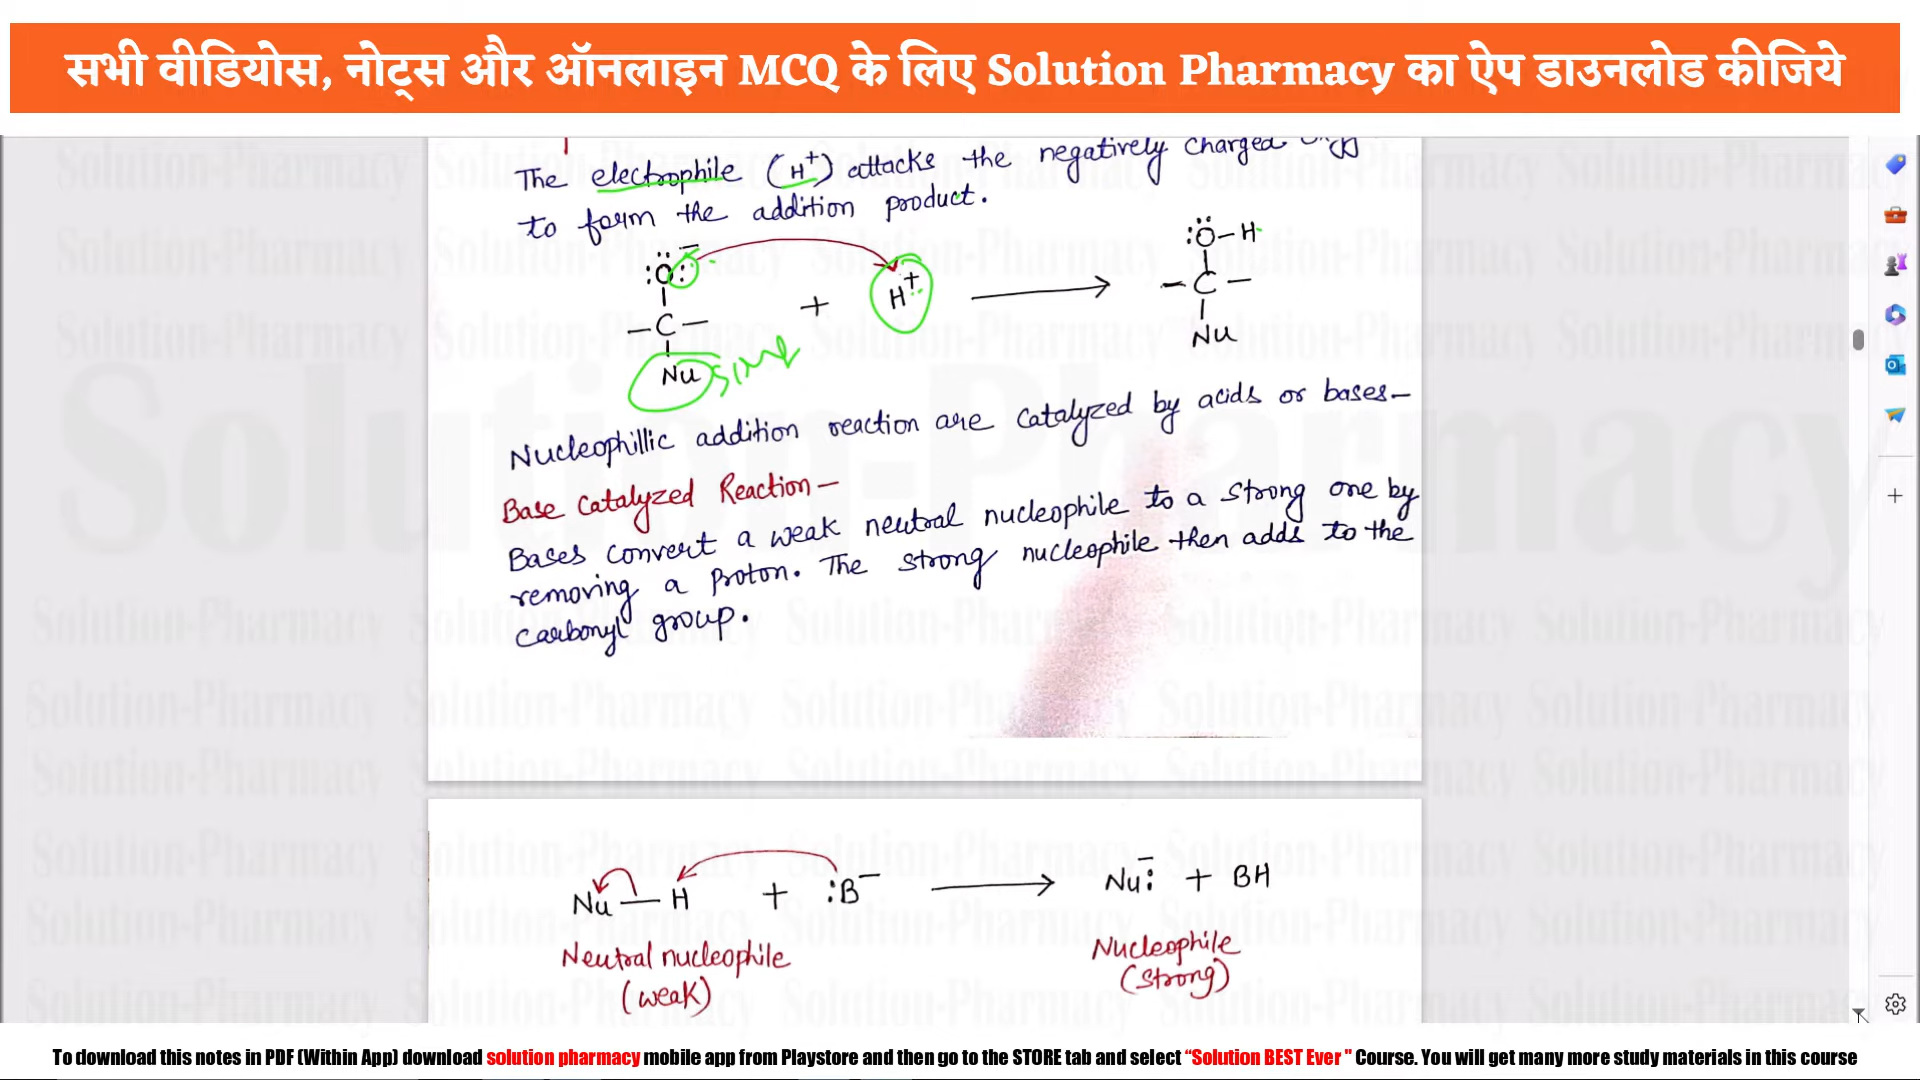 सभी वीडियोस, नोट्स और ऑनलाइन MCQ के लिए Solution Pharmacy का ऐप डाउनलोड कीजिये
The electrophile (H⁺) attacks the negatively charged
to form the addition product.
:Ö:⁻
:Ö–H
–C–
+
H⁺
–C–
Nu
Nu
Nucleophillic addition reaction are catalyzed by acids or bases–
Base Catalyzed Reaction–
Bases convert a weak neutral nucleophile to a strong one by
removing a proton. The strong nucleophile then adds to the
carbonyl group.
Nu–H + :B⁻ → Nu:⁻ + BH
Neutral nucleophile
(weak)
Nucleophile
(strong)
Solution-Pharmacy
To download this notes in PDF (Within App) download solution pharmacy mobile app from Playstore and then go to the STORE tab and select “Solution BEST Ever " Course. You will get many more study materials in this course